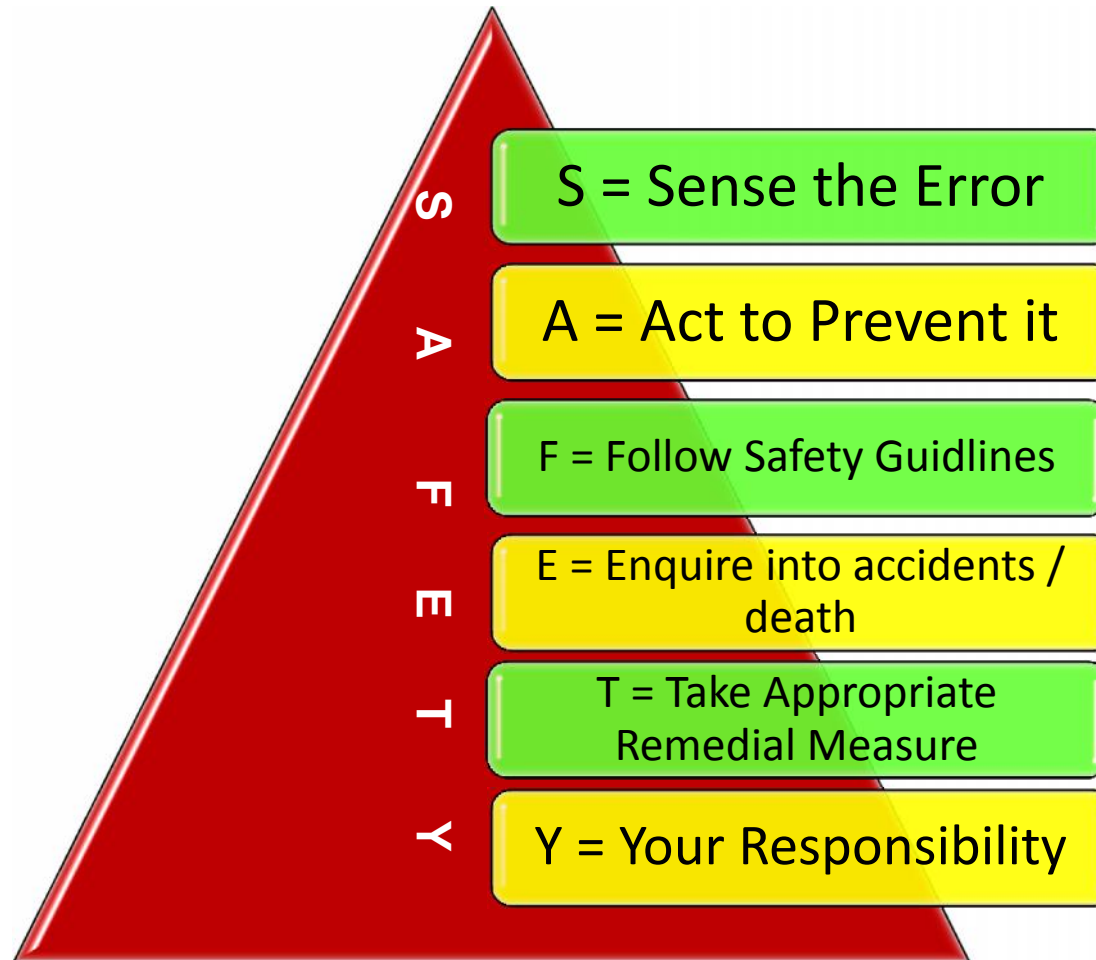 S A F E T Y
S = Sense the Error
A = Act to Prevent it
F = Follow Safety Guidlines
E = Enquire into accidents /
death
T = Take Appropriate
Remedial Measure
Y = Your Responsibility